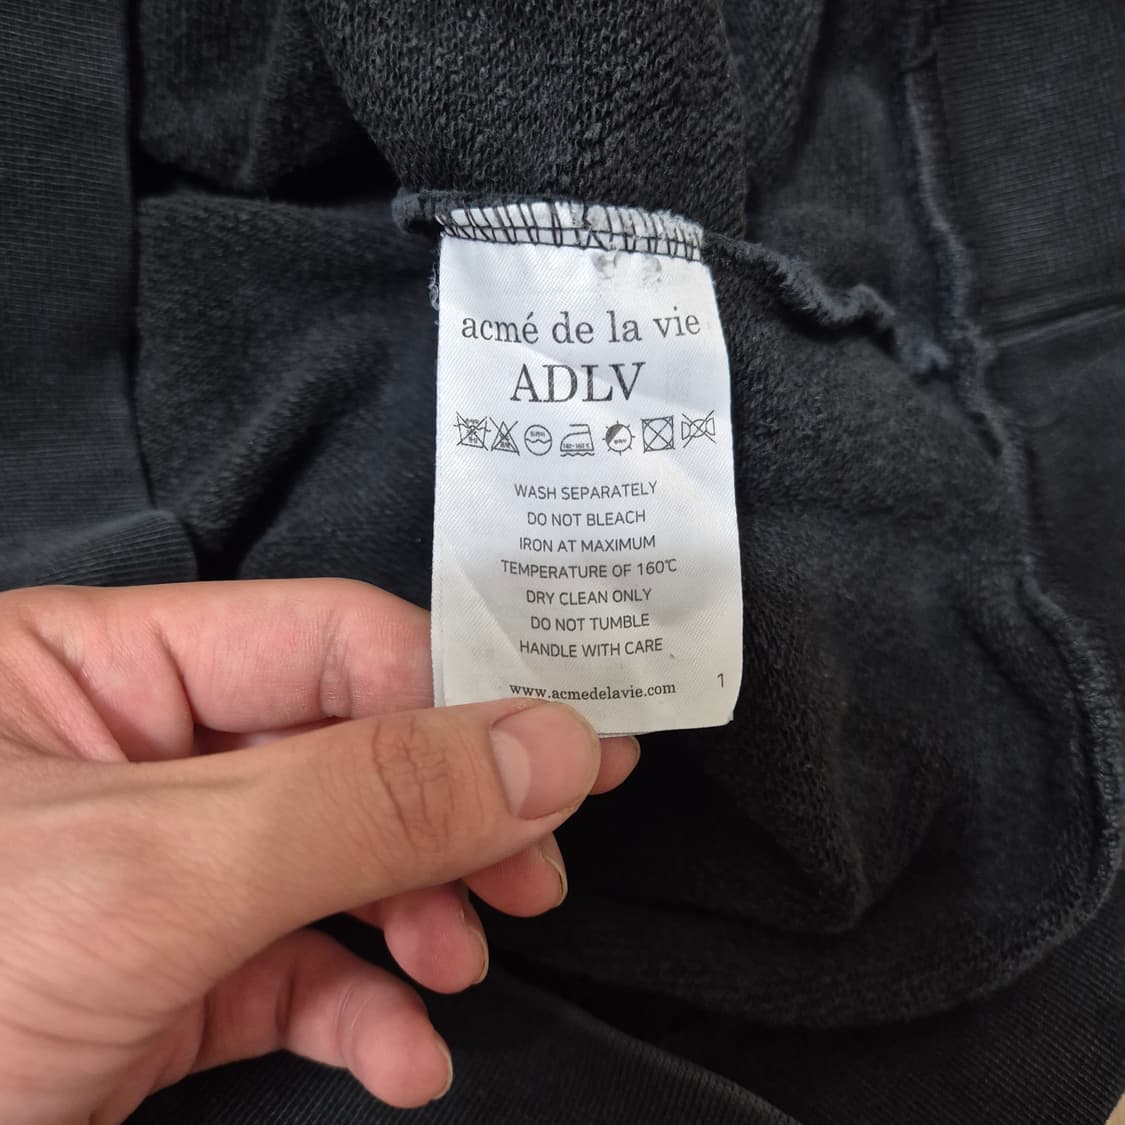 acmé de la vie
ADLV
WASH SEPARATELY
DO NOT BLEACH
IRON AT MAXIMUM
TEMPERATURE OF 160℃
DRY CLEAN ONLY
DO NOT TUMBLE
HANDLE WITH CARE
www.acmedelavie.com
1